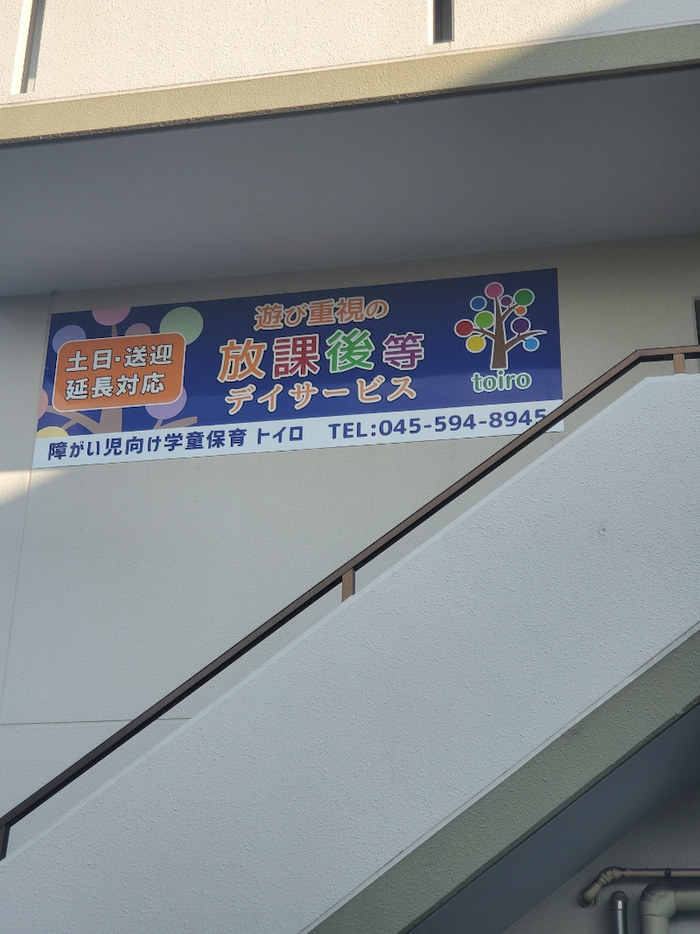 土日・送迎
延長対応
遊び重視の
放課後等
デイサービス
toiro
障がい児向け学童保育 トイロ TEL:045-594-8945